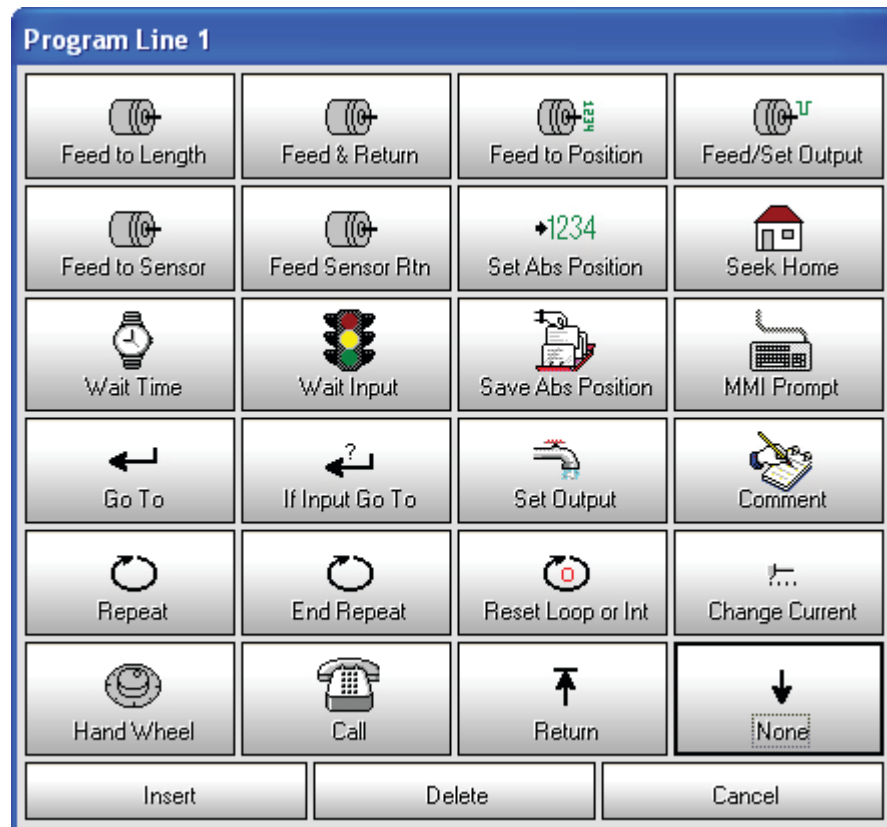 Program Line 1
1234
Feed to Length Feed & Return Feed to Position Feed/Set Output
1234
Feed to Sensor Feed Sensor Rtn Set Abs Position Seek Home
Wait Time Wait Input Save Abs Position MMI Prompt
?
Go To If Input Go To Set Output Comment
0
Repeat End Repeat Reset Loop or Int Change Current
Hand Wheel Call Return None
Insert Delete Cancel